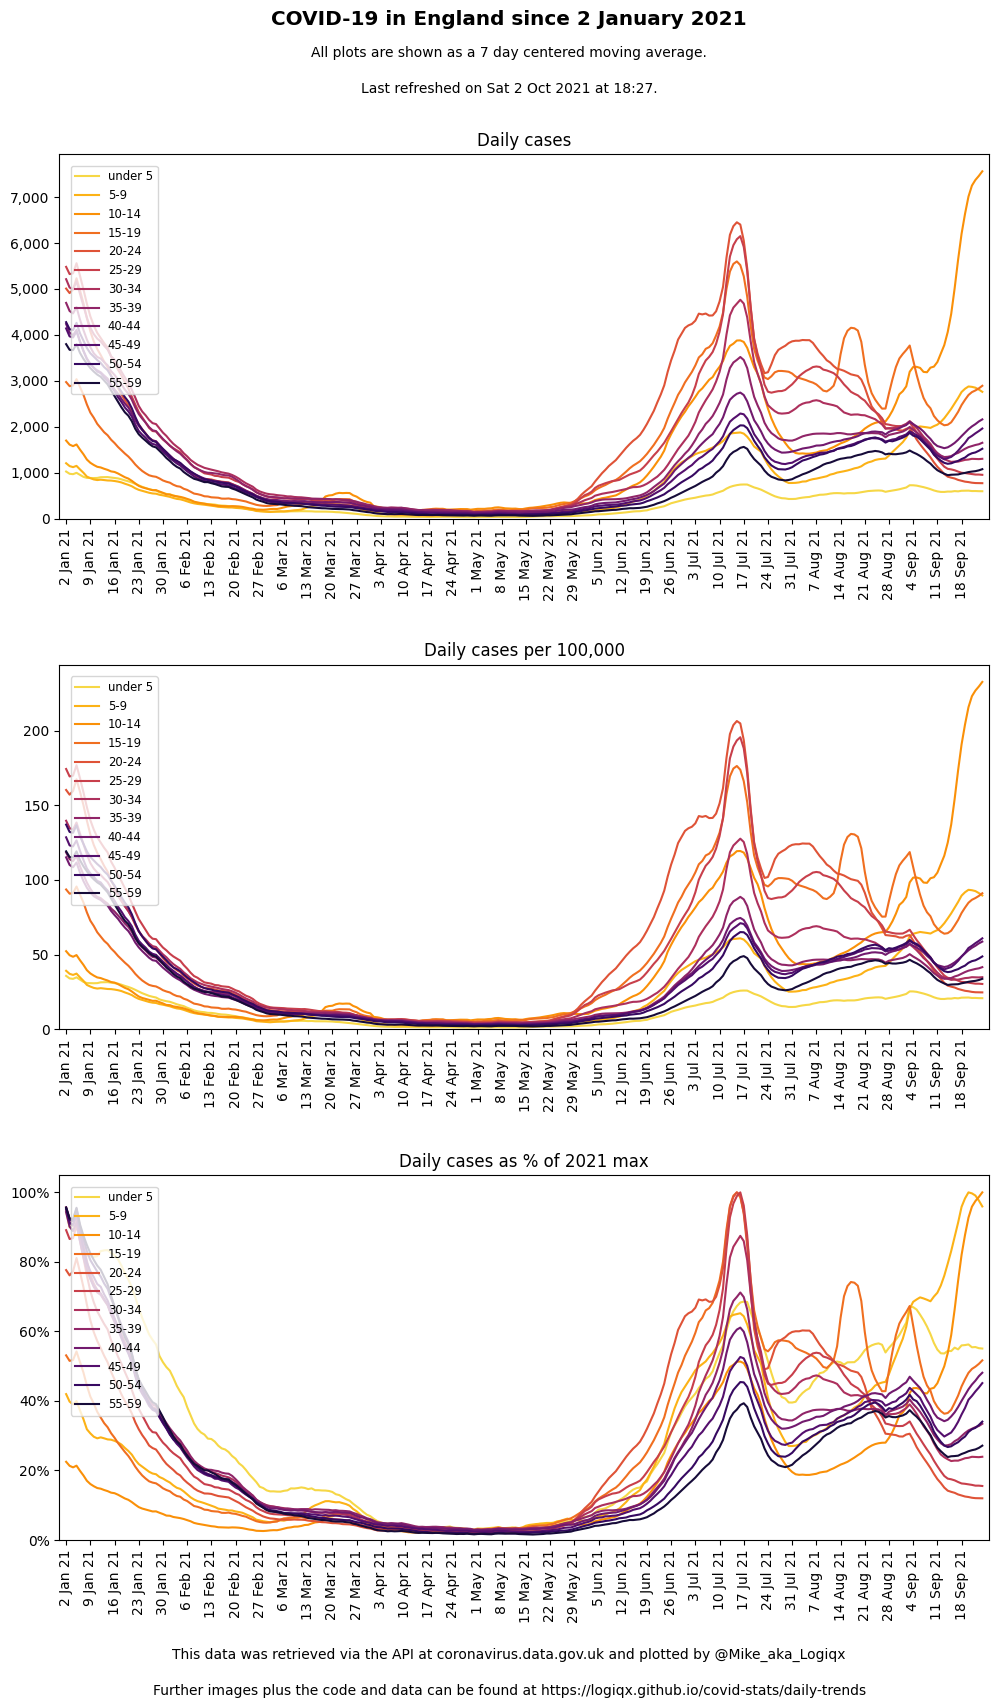 COVID-19 in England since 2 January 2021
All plots are shown as a 7 day centered moving average.
Last refreshed on Sat 2 Oct 2021 at 18:27.
Daily cases
7,000
6,000
5,000
4,000
3,000
2,000
1,000
0
under 5
5-9
10-14
15-19
20-24
25-29
30-34
35-39
40-44
45-49
50-54
55-59
2 Jan 21
9 Jan 21
16 Jan 21
23 Jan 21
30 Jan 21
6 Feb 21
13 Feb 21
20 Feb 21
27 Feb 21
6 Mar 21
13 Mar 21
20 Mar 21
27 Mar 21
3 Apr 21
10 Apr 21
17 Apr 21
24 Apr 21
1 May 21
8 May 21
15 May 21
22 May 21
29 May 21
5 Jun 21
12 Jun 21
19 Jun 21
26 Jun 21
3 Jul 21
10 Jul 21
17 Jul 21
24 Jul 21
31 Jul 21
7 Aug 21
14 Aug 21
21 Aug 21
28 Aug 21
4 Sep 21
11 Sep 21
18 Sep 21
Daily cases per 100,000
200
150
100
50
0
under 5
5-9
10-14
15-19
20-24
25-29
30-34
35-39
40-44
45-49
50-54
55-59
2 Jan 21
9 Jan 21
16 Jan 21
23 Jan 21
30 Jan 21
6 Feb 21
13 Feb 21
20 Feb 21
27 Feb 21
6 Mar 21
13 Mar 21
20 Mar 21
27 Mar 21
3 Apr 21
10 Apr 21
17 Apr 21
24 Apr 21
1 May 21
8 May 21
15 May 21
22 May 21
29 May 21
5 Jun 21
12 Jun 21
19 Jun 21
26 Jun 21
3 Jul 21
10 Jul 21
17 Jul 21
24 Jul 21
31 Jul 21
7 Aug 21
14 Aug 21
21 Aug 21
28 Aug 21
4 Sep 21
11 Sep 21
18 Sep 21
Daily cases as % of 2021 max
100%
80%
60%
40%
20%
0%
under 5
5-9
10-14
15-19
20-24
25-29
30-34
35-39
40-44
45-49
50-54
55-59
2 Jan 21
9 Jan 21
16 Jan 21
23 Jan 21
30 Jan 21
6 Feb 21
13 Feb 21
20 Feb 21
27 Feb 21
6 Mar 21
13 Mar 21
20 Mar 21
27 Mar 21
3 Apr 21
10 Apr 21
17 Apr 21
24 Apr 21
1 May 21
8 May 21
15 May 21
22 May 21
29 May 21
5 Jun 21
12 Jun 21
19 Jun 21
26 Jun 21
3 Jul 21
10 Jul 21
17 Jul 21
24 Jul 21
31 Jul 21
7 Aug 21
14 Aug 21
21 Aug 21
28 Aug 21
4 Sep 21
11 Sep 21
18 Sep 21
This data was retrieved via the API at coronavirus.data.gov.uk and plotted by @Mike_aka_Logiqx
Further images plus the code and data can be found at https://logiqx.github.io/covid-stats/daily-trends